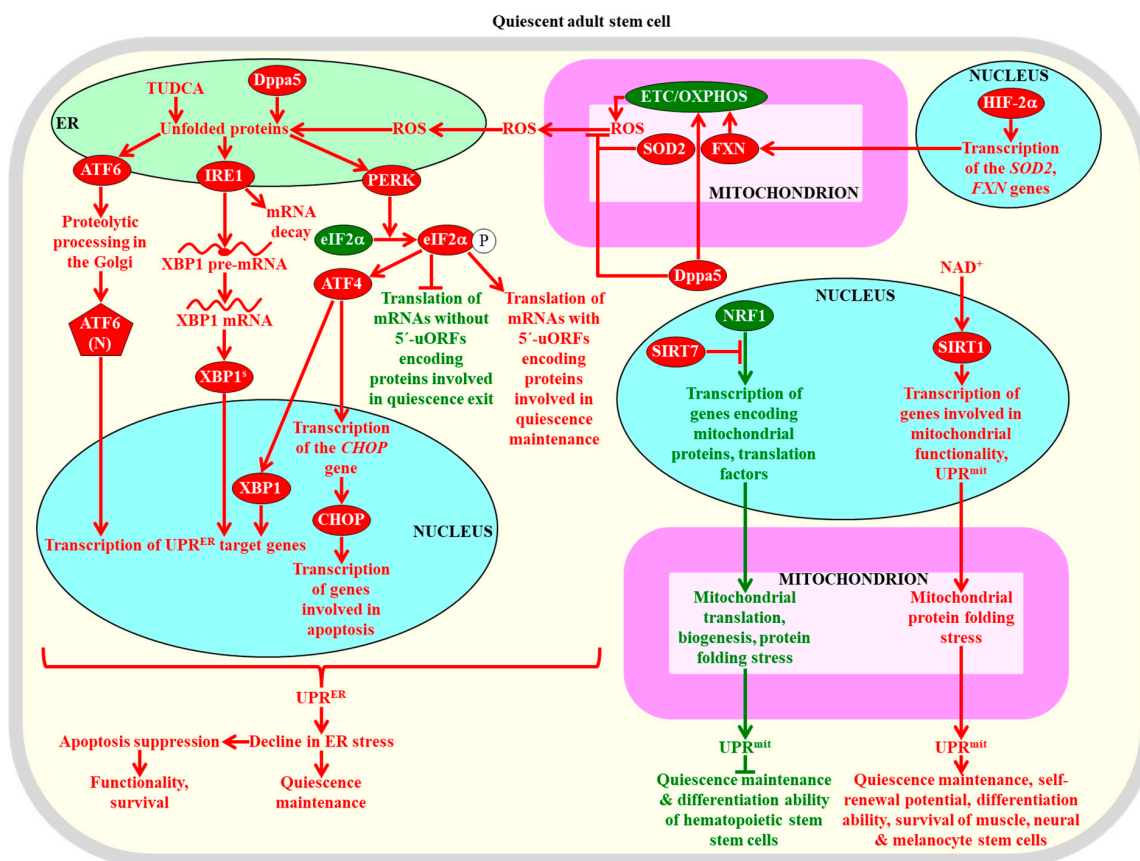 Quiescent adult stem cell
TUDCA
Dppa5
ER
Unfolded proteins
ROS
ROS
ATF6
IRE1
PERK
Proteolytic
processing in
the Golgi
mRNA
decay
XBP1 pre-mRNA
XBP1 mRNA
ATF6
(N)
XBP1ˢ
eIF2α
eIF2α
P
ATF4
Translation of
mRNAs without
5´-uORFs
encoding
proteins involved
in quiescence exit
Translation of
mRNAs with
5´-uORFs
encoding
proteins
involved in
quiescence
maintenance
Transcription
of the CHOP
gene
XBP1
CHOP
NUCLEUS
Transcription of UPRᴱᴿ target genes
Transcription
of genes
involved in
apoptosis
UPRᴱᴿ
Apoptosis suppression
Decline in ER stress
Functionality,
survival
Quiescence
maintenance
ETC/OXPHOS
ROS
SOD2
FXN
MITOCHONDRION
Dppa5
NUCLEUS
HIF-2α
Transcription
of the SOD2,
FXN genes
NAD⁺
NUCLEUS
NRF1
SIRT7
SIRT1
Transcription of
genes encoding
mitochondrial
proteins, translation
factors
Transcription of
genes involved in
mitochondrial
functionality,
UPRᵐⁱᵗ
MITOCHONDRION
Mitochondrial
translation,
biogenesis, protein
folding stress
Mitochondrial
protein folding
stress
UPRᵐⁱᵗ
UPRᵐⁱᵗ
Quiescence maintenance
& differentiation ability
of hematopoietic stem
stem cells
Quiescence maintenance, self-
renewal potential, differentiation
ability, survival of muscle, neural
& melanocyte stem cells